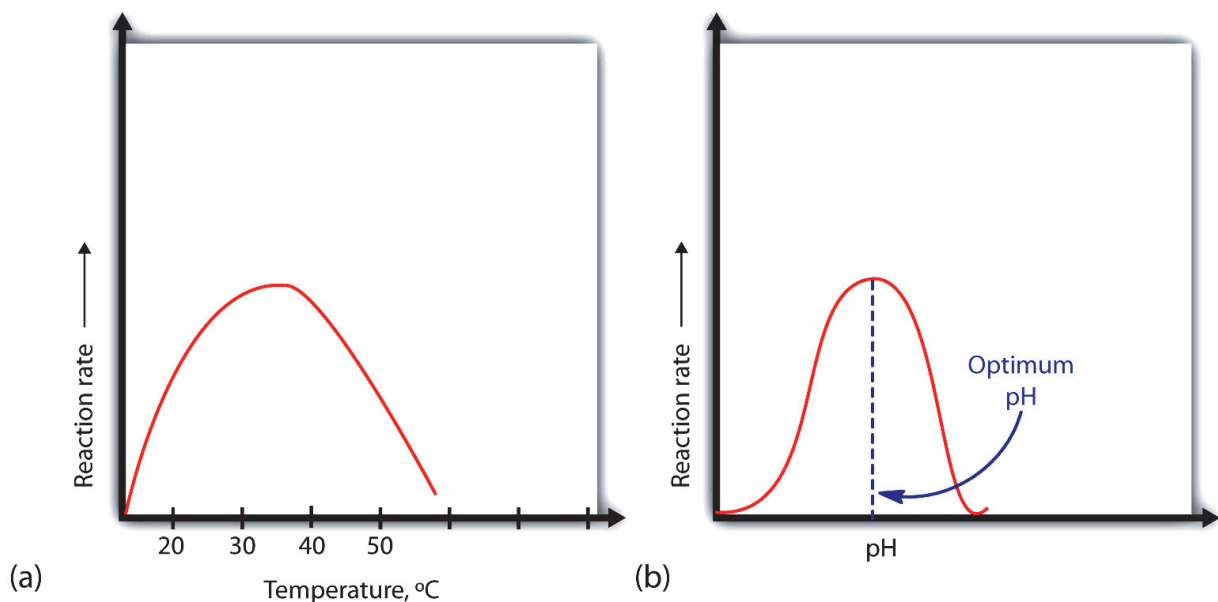 Reaction rate
20 30 40 50
Temperature, ºC
(a)
Reaction rate
Optimum
pH
pH
(b)